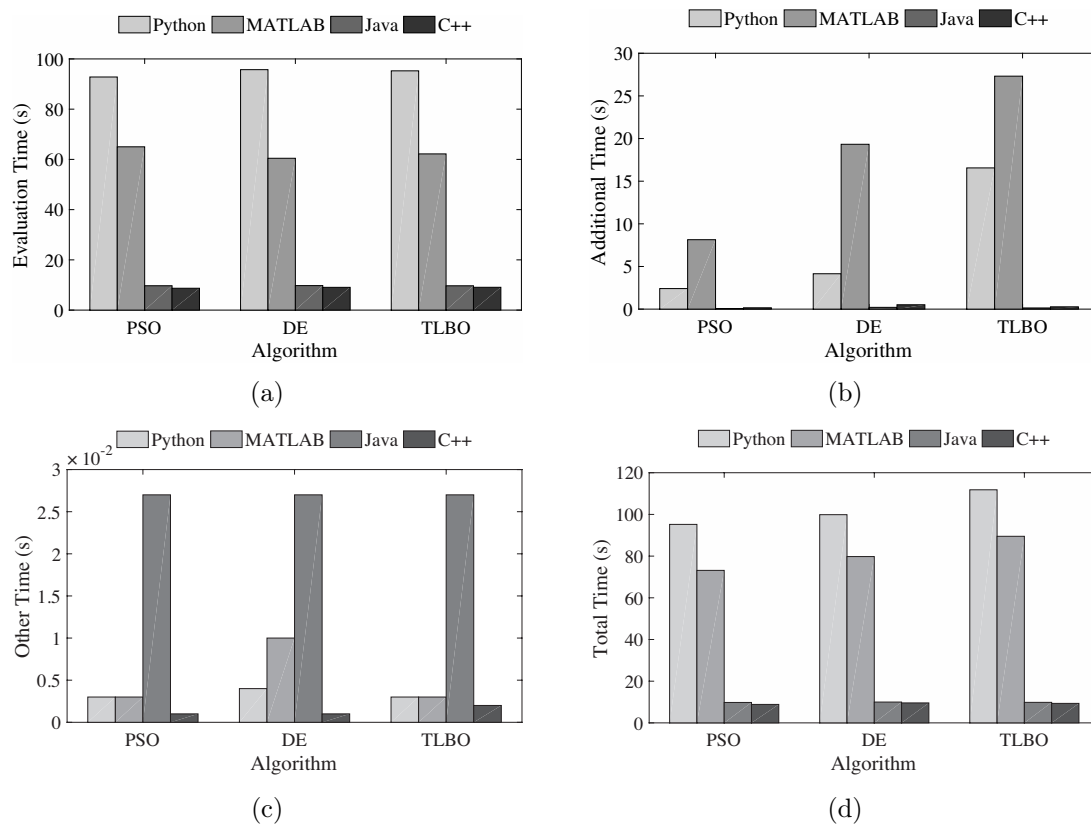 Python MATLAB Java C++
100
80
60
40
20
0
Evaluation Time (s)
PSO DE TLBO
Algorithm
(a)
Python MATLAB Java C++
30
25
20
15
10
5
0
Additional Time (s)
PSO DE TLBO
Algorithm
(b)
Python MATLAB Java C++
× 10^-2
3
2.5
2
1.5
1
0.5
0
Other Time (s)
PSO DE TLBO
Algorithm
(c)
Python MATLAB Java C++
120
100
80
60
40
20
0
Total Time (s)
PSO DE TLBO
Algorithm
(d)